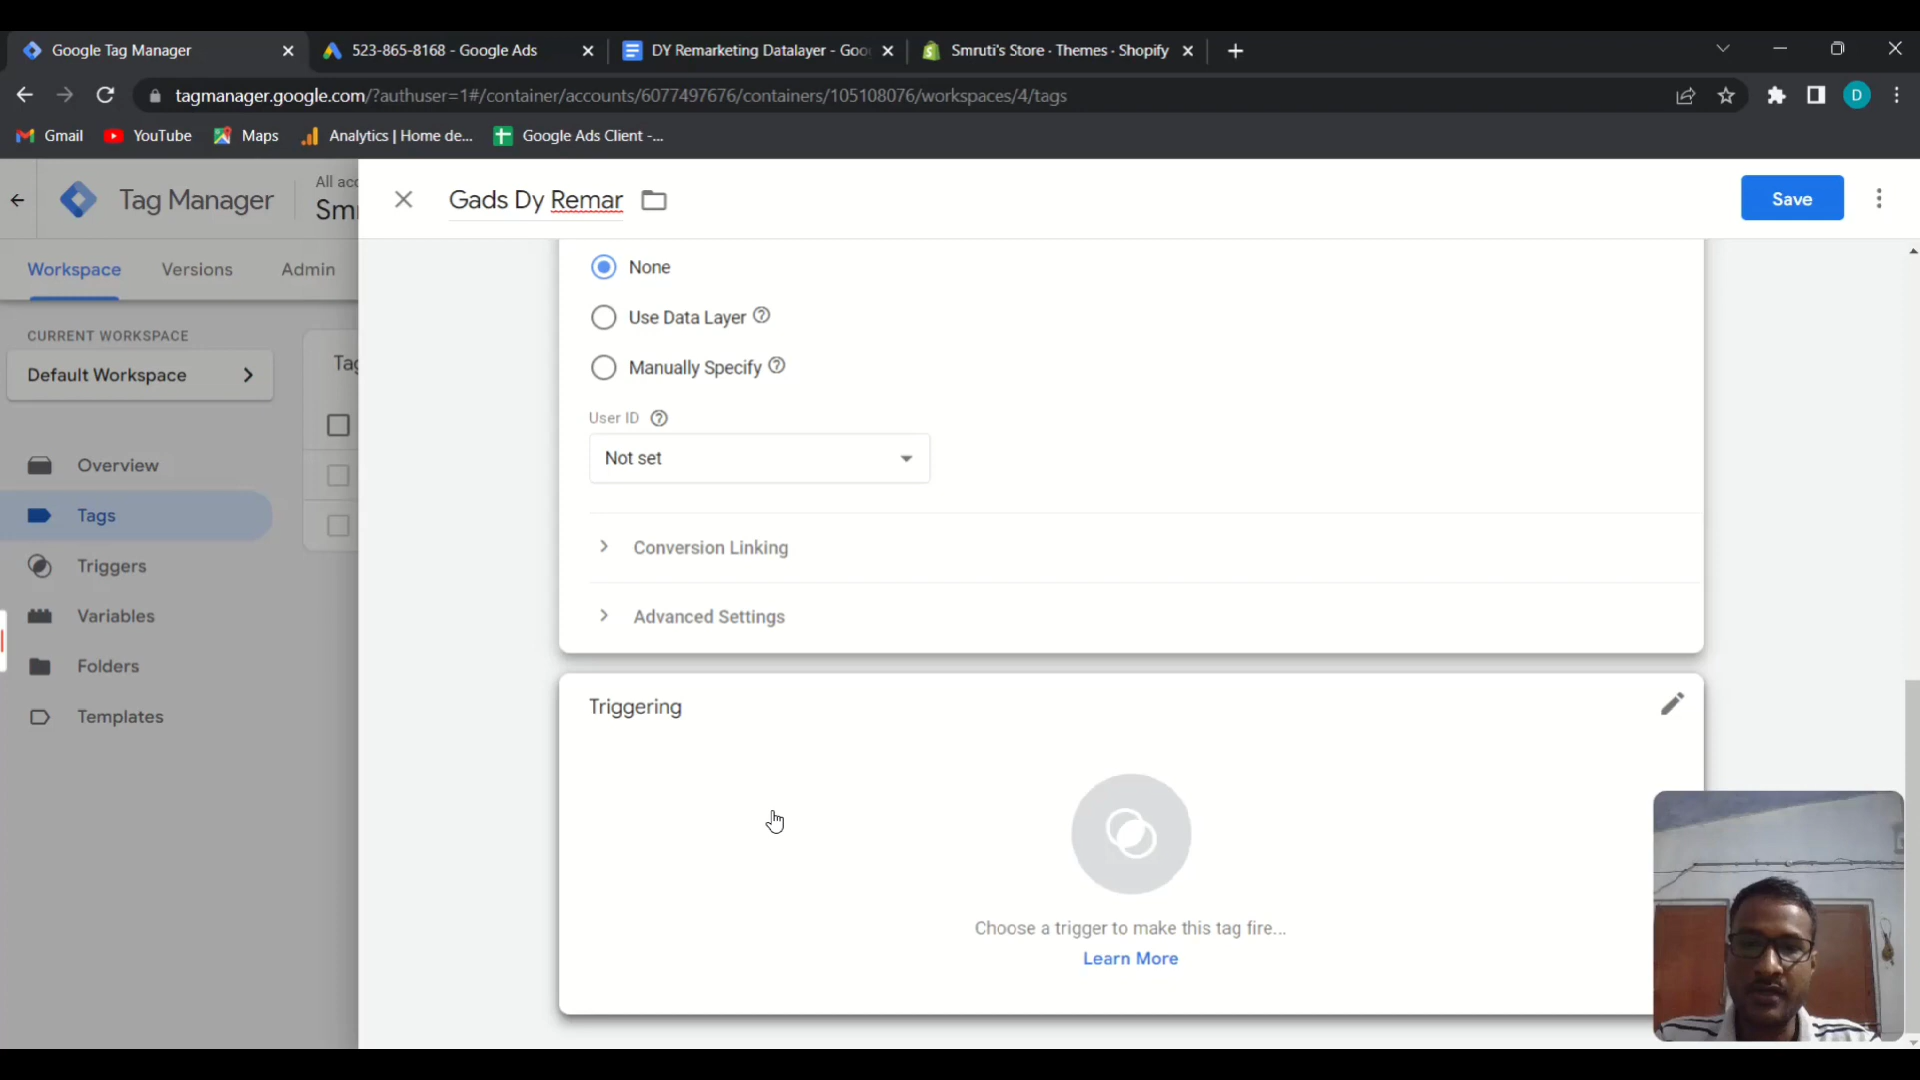 Google Tag Manager
523-865-8168 - Google Ads
DY Remarketing Datalayer - Goo
Smruti's Store · Themes · Shopify
tagmanager.google.com/?authuser=1#/container/accounts/6077497676/containers/105108076/workspaces/4/tags
D
Gmail
YouTube
Maps
Analytics | Home de...
Google Ads Client -...
Tag Manager
All acc
Smr
Gads Dy Remar
Save
Workspace
Versions
Admin
CURRENT WORKSPACE
Default Workspace
Tag
Overview
Tags
Triggers
Variables
Folders
Templates
None
Use Data Layer
Manually Specify
User ID
Not set
Conversion Linking
Advanced Settings
Triggering
Choose a trigger to make this tag fire...
Learn More